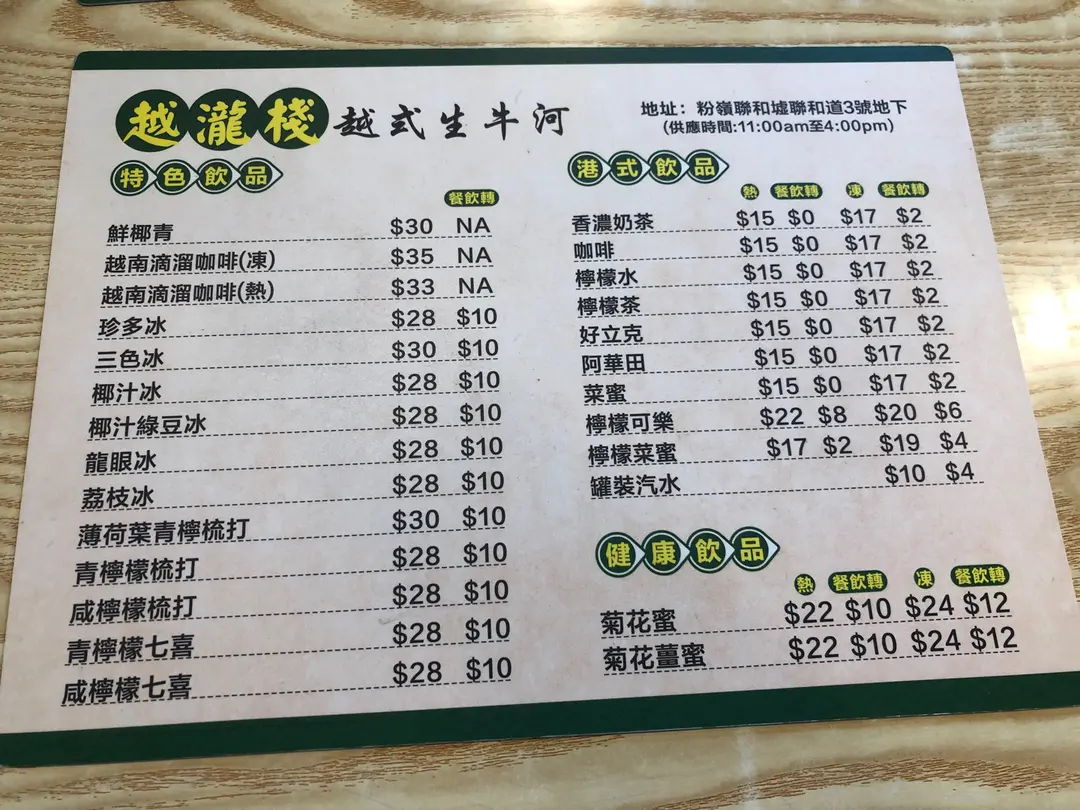 越瀧棧 越式生牛河
地址：粉嶺聯和墟聯和道3號地下
(供應時間:11:00am至4:00pm)
特色飲品
餐飲轉
鮮椰青 $30 NA
越南滴溜咖啡(凍) $35 NA
越南滴溜咖啡(熱) $33 NA
珍多冰 $28 $10
三色冰 $30 $10
椰汁冰 $28 $10
椰汁綠豆冰 $28 $10
龍眼冰 $28 $10
荔枝冰 $28 $10
薄荷葉青檸梳打 $30 $10
青檸檬梳打 $28 $10
咸檸檬梳打 $28 $10
青檸檬七喜 $28 $10
咸檸檬七喜 $28 $10
港式飲品
熱 餐飲轉 凍 餐飲轉
香濃奶茶 $15 $0 $17 $2
咖啡 $15 $0 $17 $2
檸檬水 $15 $0 $17 $2
檸檬茶 $15 $0 $17 $2
好立克 $15 $0 $17 $2
阿華田 $15 $0 $17 $2
菜蜜 $15 $0 $17 $2
檸檬可樂 $22 $8 $20 $6
檸檬菜蜜 $17 $2 $19 $4
罐裝汽水 $10 $4
健康飲品
熱 餐飲轉 凍 餐飲轉
菊花蜜 $22 $10 $24 $12
菊花薑蜜 $22 $10 $24 $12